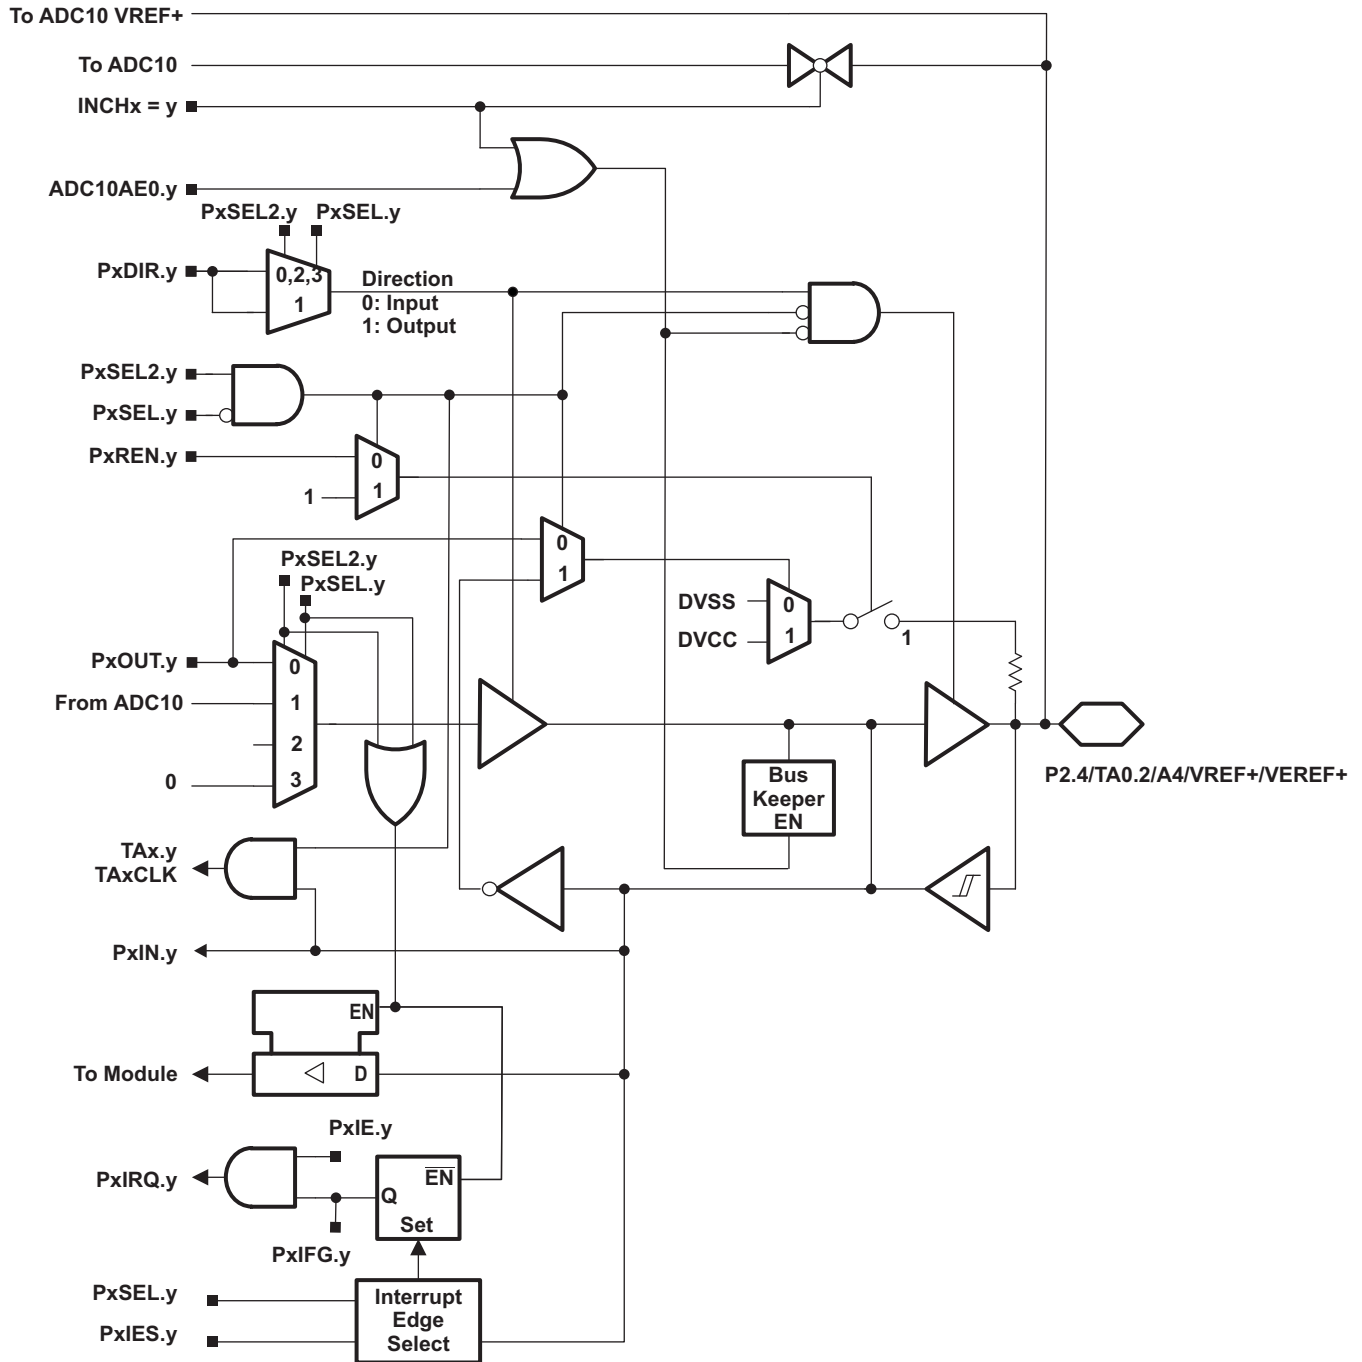 To ADC10 VREF+
To ADC10
INCHx = y
ADC10AE0.y
PxSEL2.y
PxSEL.y
PxDIR.y
0,2,3
1
Direction
0: Input
1: Output
PxSEL2.y
PxSEL.y
PxREN.y
0
1
1
0
1
PxSEL2.y
PxSEL.y
DVSS
DVCC
0
1
1
PxOUT.y
From ADC10
0
0
1
2
3
Bus
Keeper
EN
P2.4/TA0.2/A4/VREF+/VEREF+
TAx.y
TAxCLK
PxIN.y
EN
To Module
D
PxIE.y
PxIRQ.y
EN
Q
Set
PxIFG.y
PxSEL.y
PxIES.y
Interrupt
Edge
Select